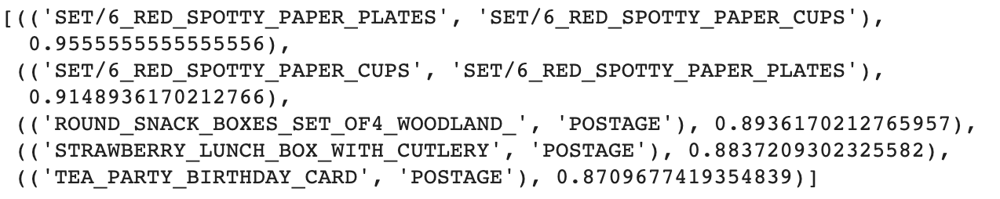 [(('SET/6_RED_SPOTTY_PAPER_PLATES', 'SET/6_RED_SPOTTY_PAPER_CUPS'),
0.9555555555555556),
(('SET/6_RED_SPOTTY_PAPER_CUPS', 'SET/6_RED_SPOTTY_PAPER_PLATES'),
0.9148936170212766),
(('ROUND_SNACK_BOXES_SET_OF4_WOODLAND_', 'POSTAGE'), 0.8936170212765957),
(('STRAWBERRY_LUNCH_BOX_WITH_CUTLERY', 'POSTAGE'), 0.8837209302325582),
(('TEA_PARTY_BIRTHDAY_CARD', 'POSTAGE'), 0.8709677419354839)]